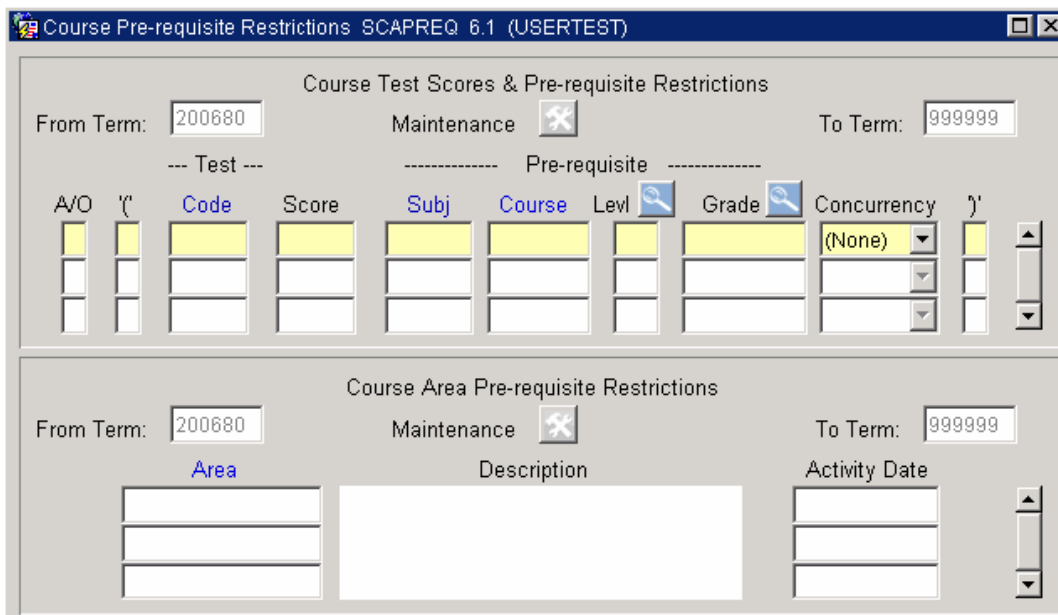 Course Pre-requisite Restrictions SCAPREQ 6.1 (USERTEST)
Course Test Scores & Pre-requisite Restrictions
From Term: 200680 Maintenance To Term: 999999
--- Test --- -------------- Pre-requisite --------------
A/O '(' Code Score Subj Course Levl Grade Concurrency ')'
(None)
Course Area Pre-requisite Restrictions
From Term: 200680 Maintenance To Term: 999999
Area Description Activity Date